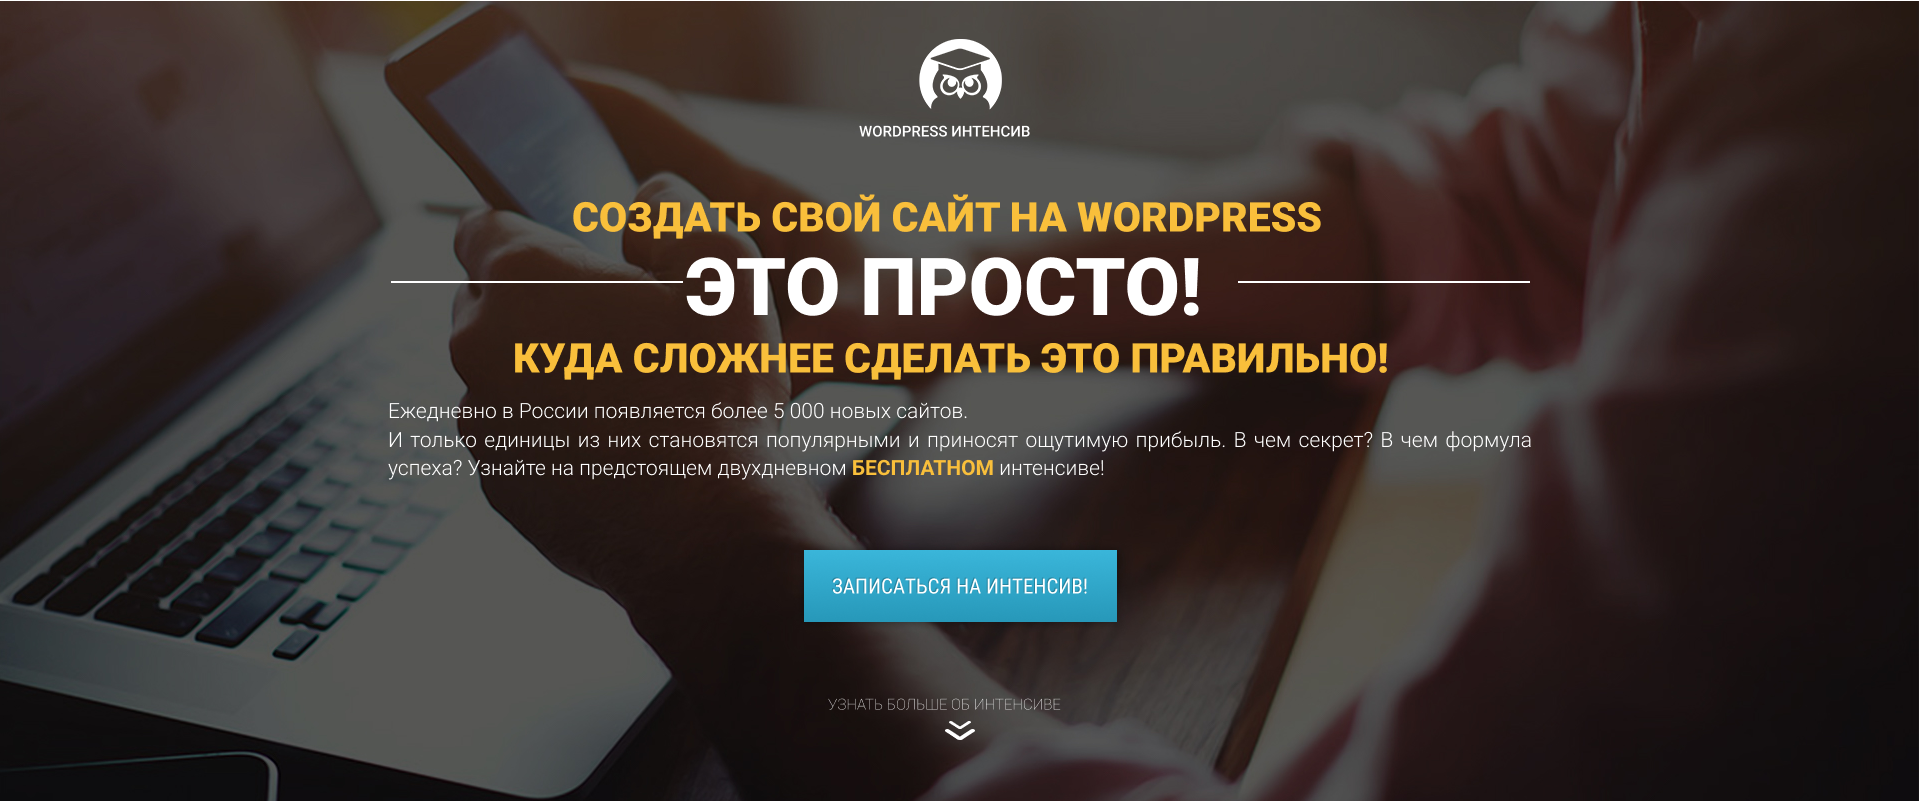 WORDPRESS ИНТЕНСИВ
СОЗДАТЬ СВОЙ САЙТ НА WORDPRESS
ЭТО ПРОСТО!
КУДА СЛОЖНЕЕ СДЕЛАТЬ ЭТО ПРАВИЛЬНО!
Ежедневно в России появляется более 5 000 новых сайтов.
И только единицы из них становятся популярными и приносят ощутимую прибыль. В чем секрет? В чем формула
успеха? Узнайте на предстоящем двухдневном БЕСПЛАТНОМ интенсиве!
ЗАПИСАТЬСЯ НА ИНТЕНСИВ!
УЗНАТЬ БОЛЬШЕ ОБ ИНТЕНСИВЕ